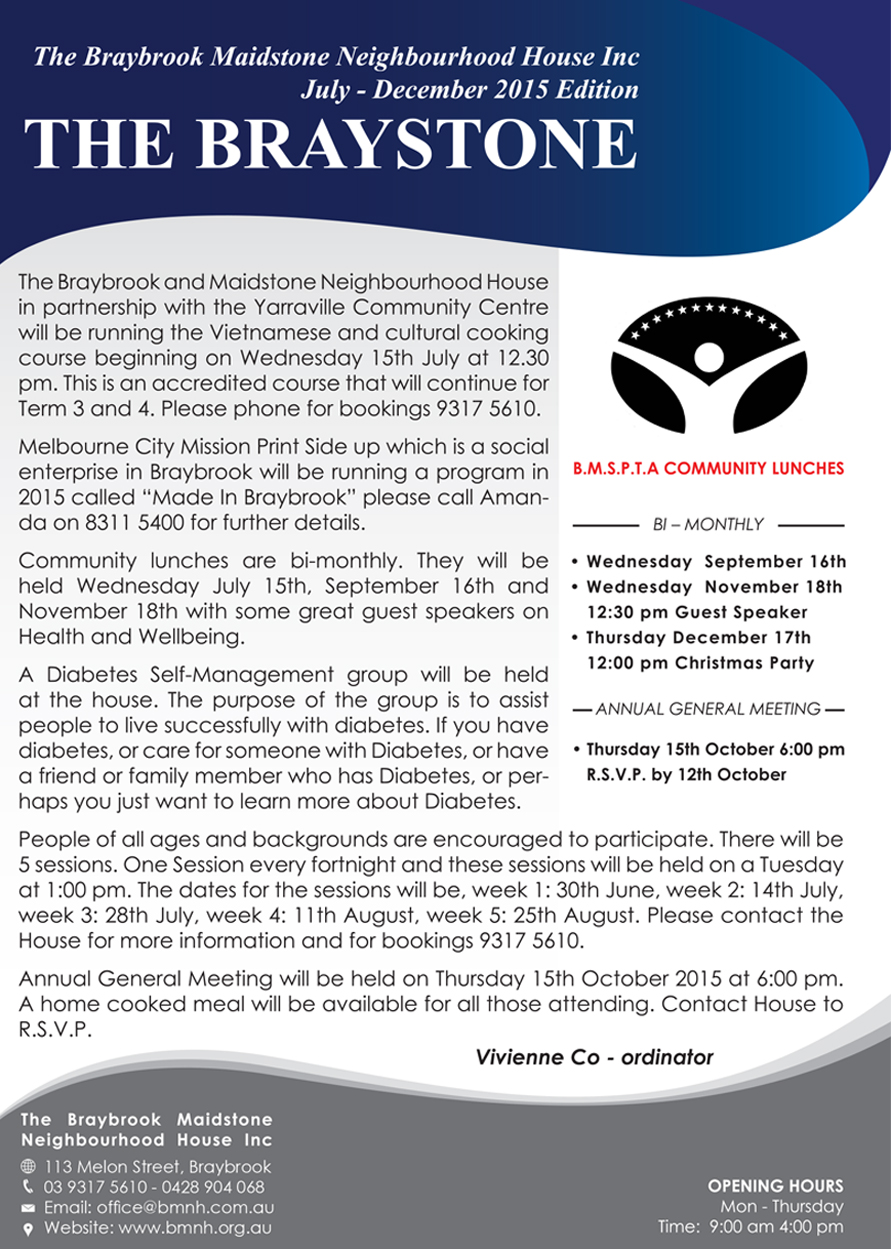 The Braybrook Maidstone Neighbourhood House Inc
July - December 2015 Edition
THE BRAYSTONE
The Braybrook and Maidstone Neighbourhood House
in partnership with the Yarraville Community Centre
will be running the Vietnamese and cultural cooking
course beginning on Wednesday 15th July at 12.30
pm. This is an accredited course that will continue for
Term 3 and 4. Please phone for bookings 9317 5610.
Melbourne City Mission Print Side up which is a social
enterprise in Braybrook will be running a program in
2015 called “Made In Braybrook” please call Aman-
da on 8311 5400 for further details.
Community lunches are bi-monthly. They will be
held Wednesday July 15th, September 16th and
November 18th with some great guest speakers on
Health and Wellbeing.
A Diabetes Self-Management group will be held
at the house. The purpose of the group is to assist
people to live successfully with diabetes. If you have
diabetes, or care for someone with Diabetes, or have
a friend or family member who has Diabetes, or per-
haps you just want to learn more about Diabetes.
B.M.S.P.T.A COMMUNITY LUNCHES
BI – MONTHLY
• Wednesday September 16th
• Wednesday November 18th
12:30 pm Guest Speaker
• Thursday December 17th
12:00 pm Christmas Party
ANNUAL GENERAL MEETING
• Thursday 15th October 6:00 pm
R.S.V.P. by 12th October
People of all ages and backgrounds are encouraged to participate. There will be
5 sessions. One Session every fortnight and these sessions will be held on a Tuesday
at 1:00 pm. The dates for the sessions will be, week 1: 30th June, week 2: 14th July,
week 3: 28th July, week 4: 11th August, week 5: 25th August. Please contact the
House for more information and for bookings 9317 5610.
Annual General Meeting will be held on Thursday 15th October 2015 at 6:00 pm.
A home cooked meal will be available for all those attending. Contact House to
R.S.V.P.
Vivienne Co - ordinator
The Braybrook Maidstone
Neighbourhood House Inc
113 Melon Street, Braybrook
03 9317 5610 - 0428 904 068
Email: office@bmnh.com.au
Website: www.bmnh.org.au
OPENING HOURS
Mon - Thursday
Time: 9:00 am 4:00 pm